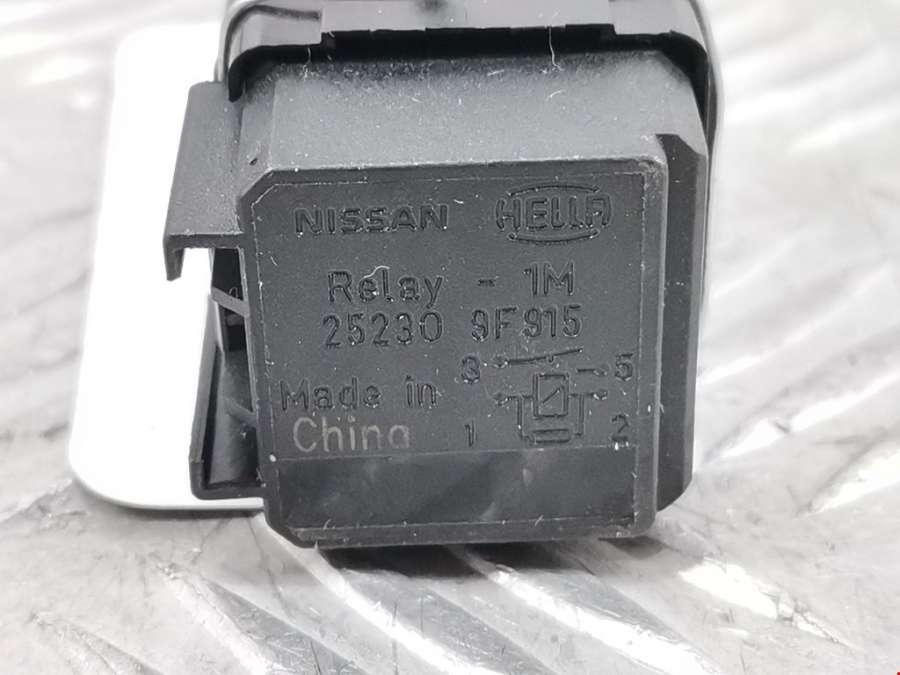 NISSAN HELLA
Relay - 1M
25230 9F915
3 5
Made in
China 1 2